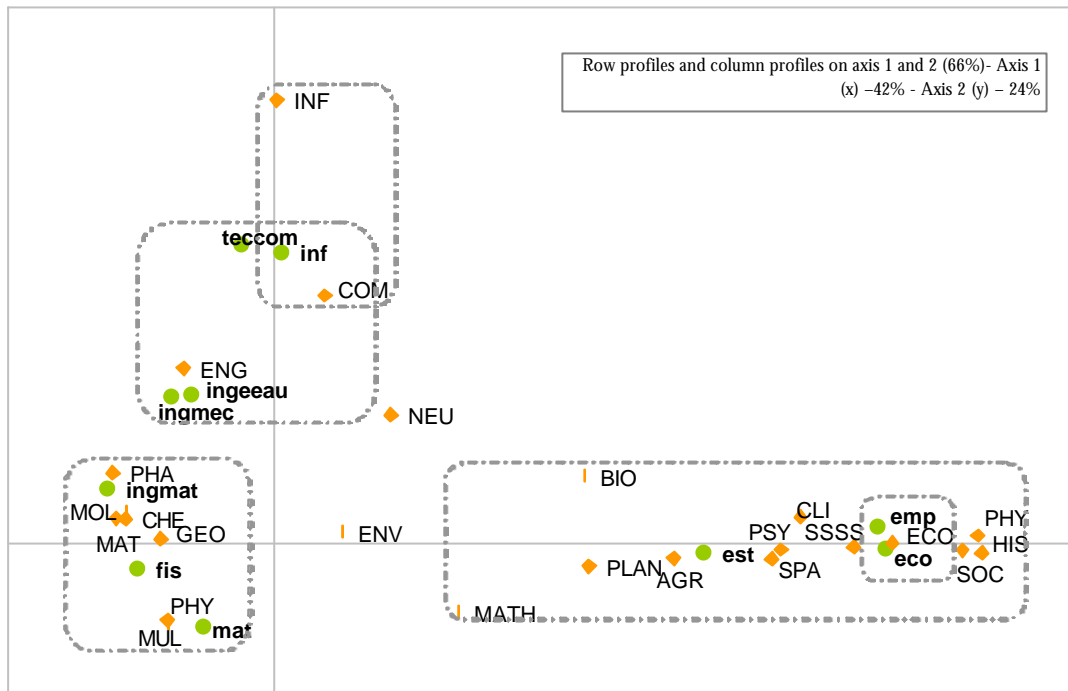 Row profiles and column profiles on axis 1 and 2 (66%)- Axis 1
(x) –42% - Axis 2 (y) – 24%
INF
teccom
inf
COM
ENG
ingeeau
ingmec
NEU
PHA
ingmat
MOL
CHE
GEO
MAT
fis
PHY
MUL
mat
ENV
BIO
CLI
emp
PHY
PSY
SSSS
ECO
HIS
est
eco
PLAN
AGR
SPA
SOC
MATH